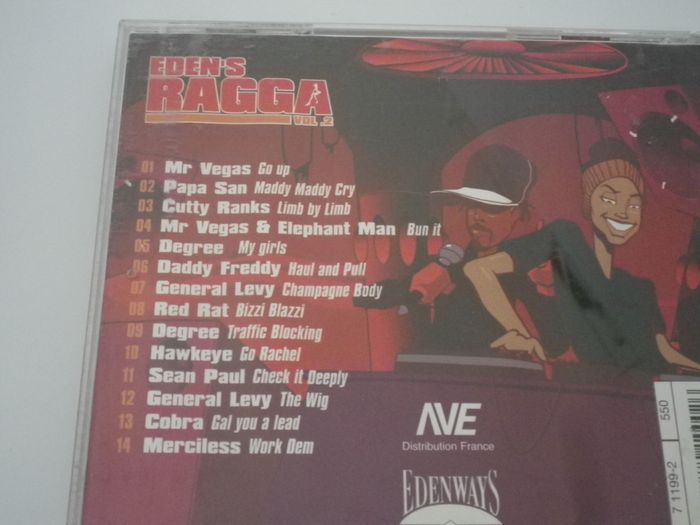 EDEN'S
RAGGA
VOL .2
01 Mr Vegas Go up
02 Papa San Maddy Maddy Cry
03 Cutty Ranks Limb by Limb
04 Mr Vegas & Elephant Man Bun it
05 Degree My girls
06 Daddy Freddy Haul and Pull
07 General Levy Champagne Body
08 Red Rat Bizzi Blazzi
09 Degree Traffic Blocking
10 Hawkeye Go Rachel
11 Sean Paul Check it Deeply
12 General Levy The Wig
13 Cobra Gal you a lead
14 Merciless Work Dem
AVE
Distribution France
EDENWAYS
550
7 1199-2